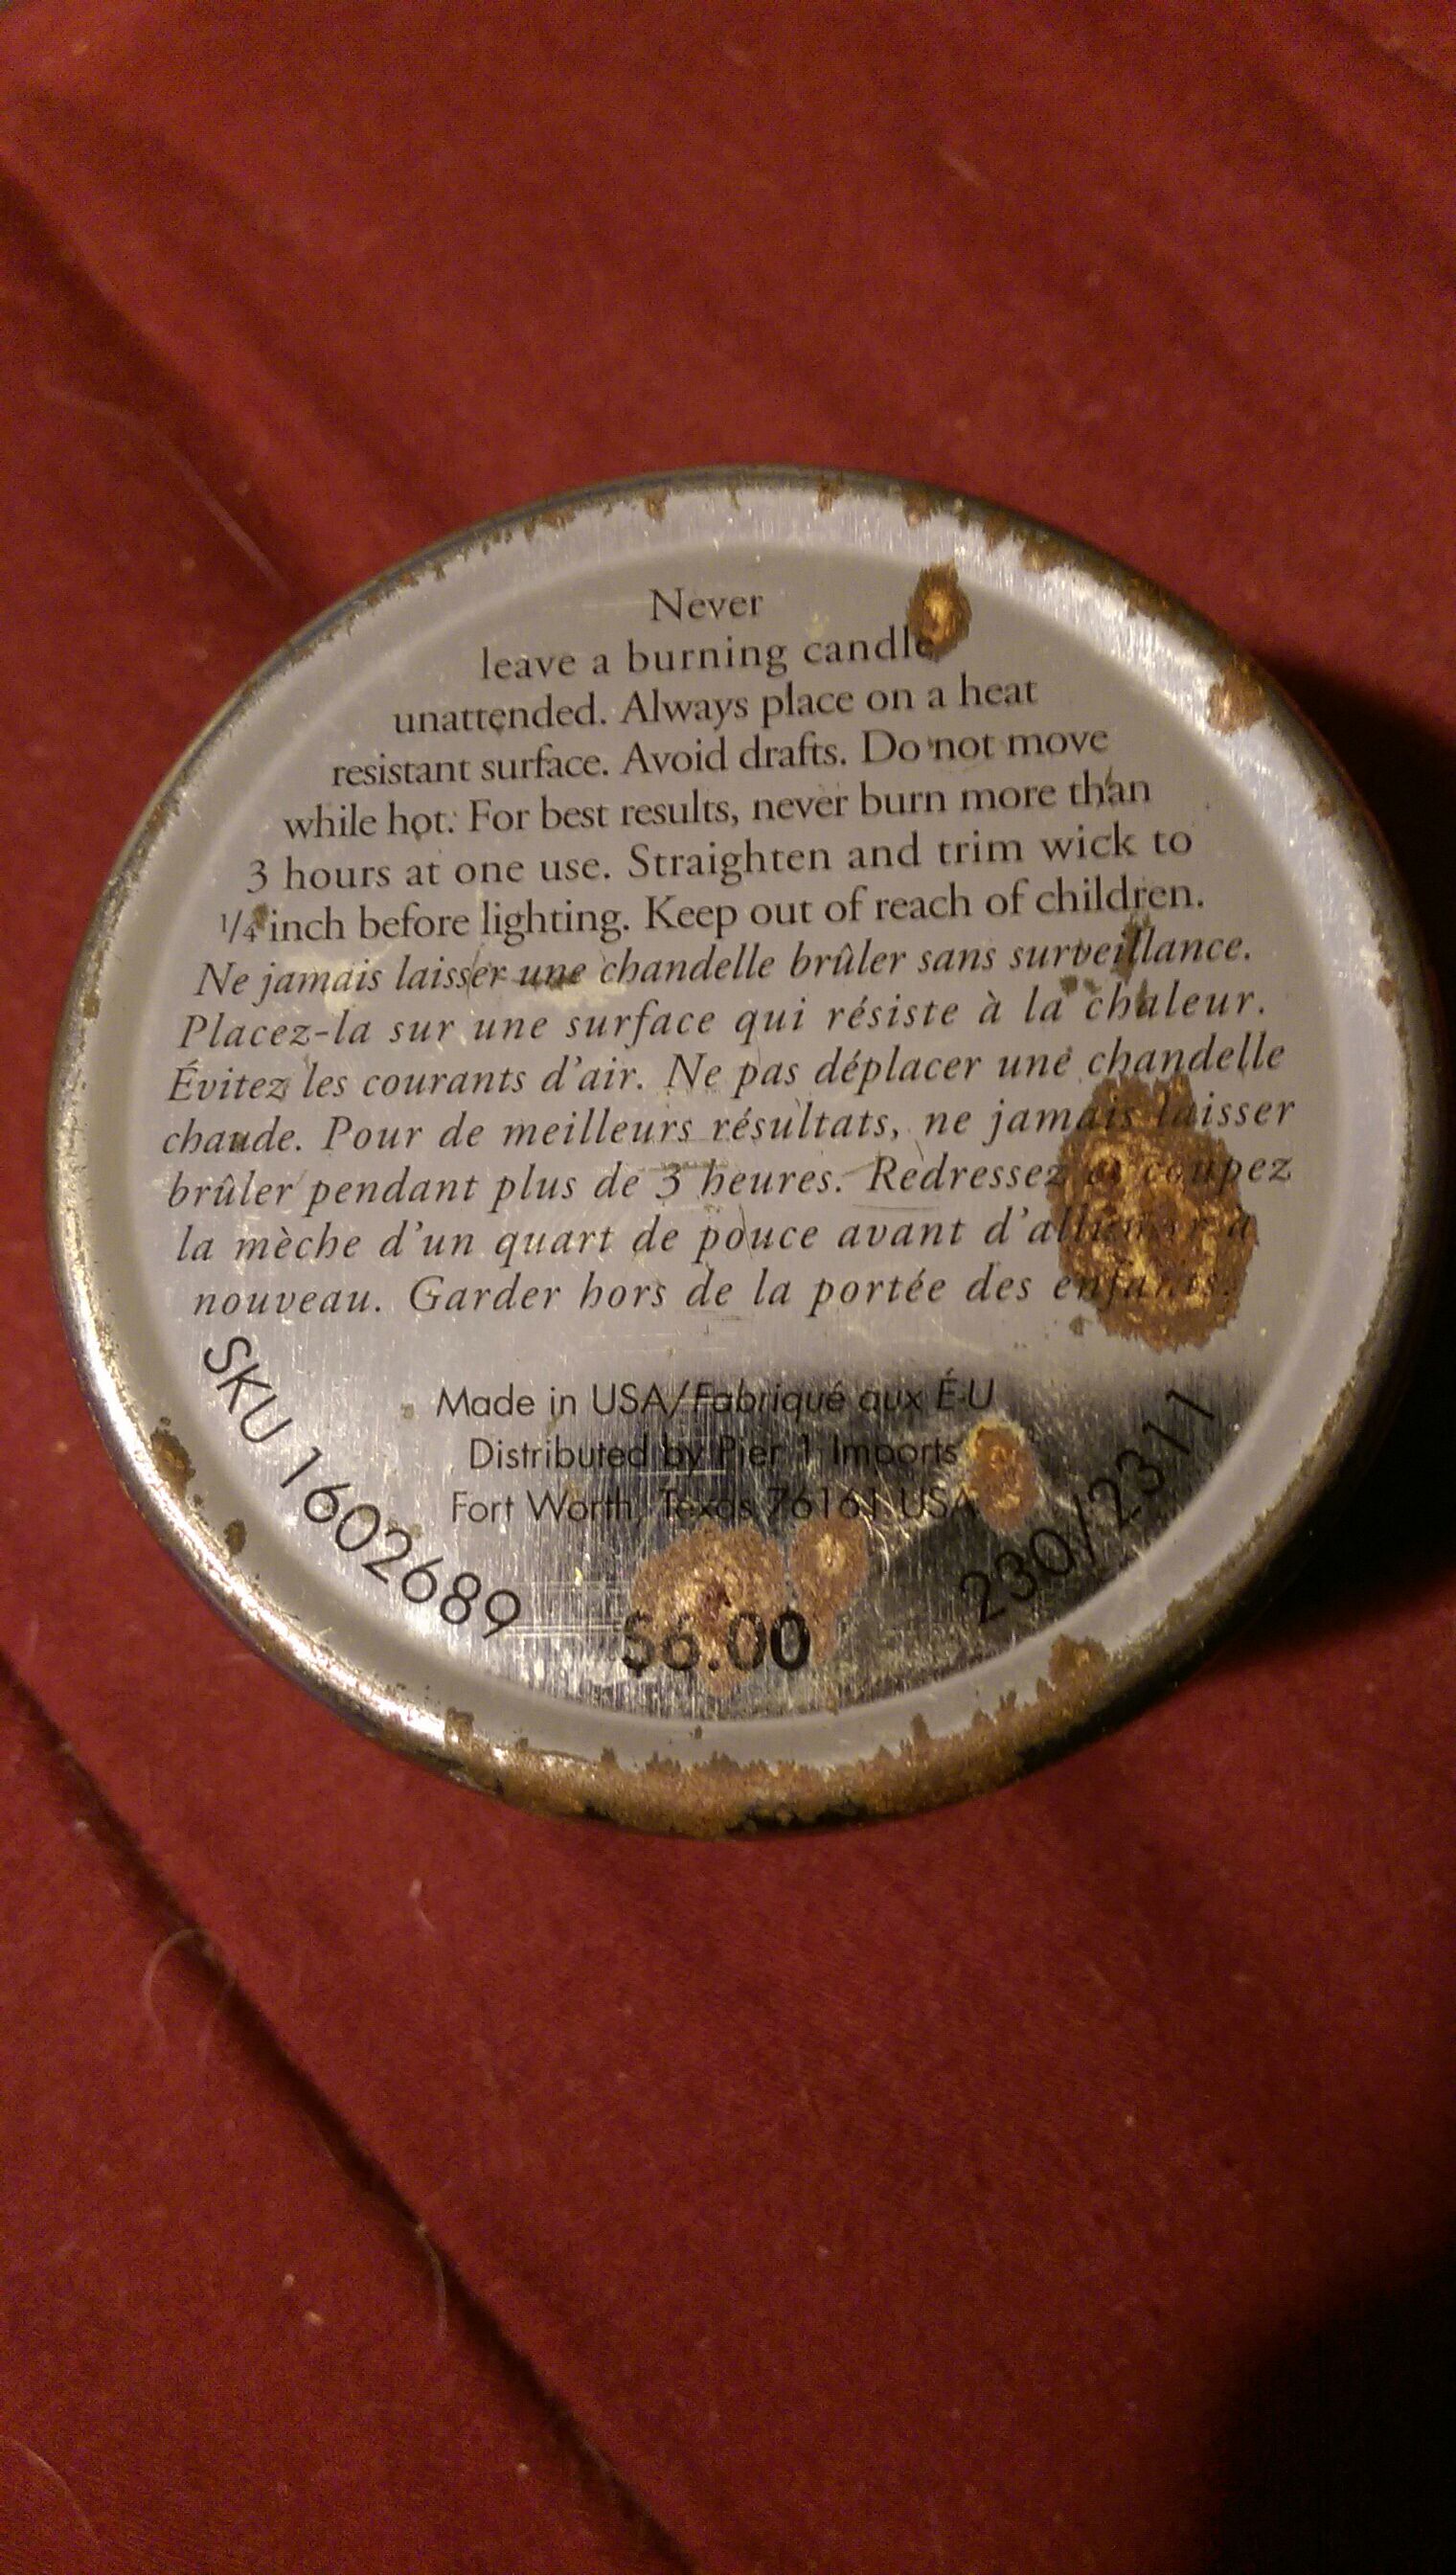 Never
leave a burning candle
unattended. Always place on a heat
resistant surface. Avoid drafts. Do not move
while hot. For best results, never burn more than
3 hours at one use. Straighten and trim wick to
1/4 inch before lighting. Keep out of reach of children.
Ne jamais laisser une chandelle brûler sans surveillance.
Placez-la sur une surface qui résiste à la chaleur.
Évitez les courants d'air. Ne pas déplacer une chandelle
chaude. Pour de meilleurs résultats, ne jamais laisser
brûler pendant plus de 3 heures. Redressez et coupez
la mèche d'un quart de pouce avant d'allumer à
nouveau. Garder hors de la portée des enfants.
Made in USA/Fabriqué aux É-U
Distributed by Pier 1 Imports
Fort Worth, Texas 76161 USA
SKU 1602689
$6.00
230/2311